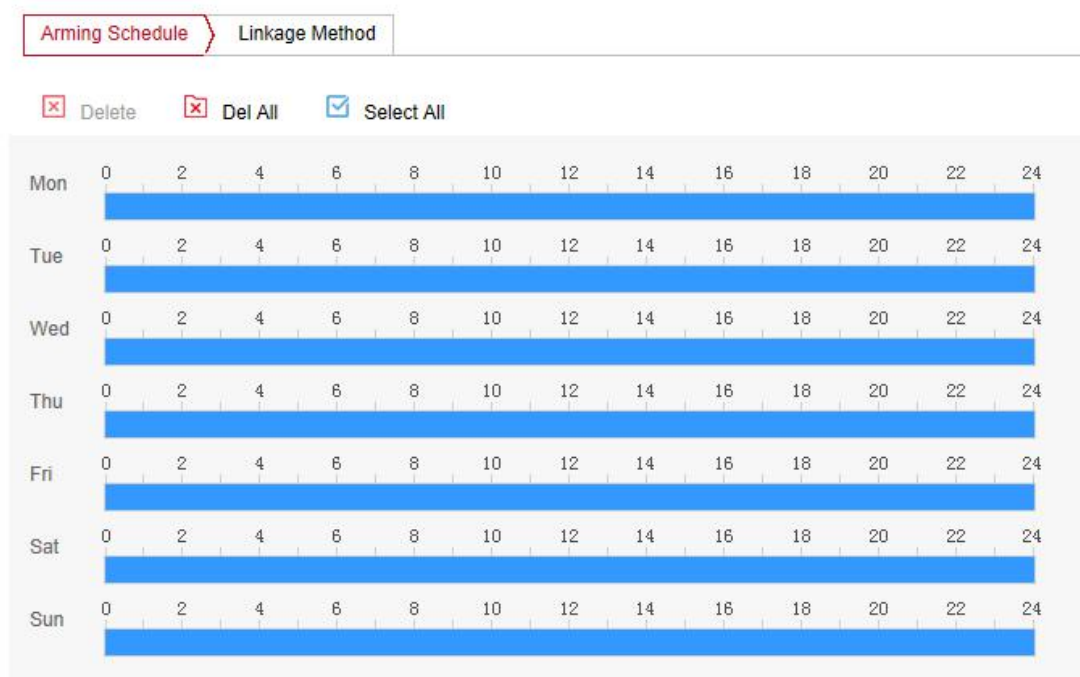 Arming Schedule Linkage Method
Delete Del All Select All
0 2 4 6 8 10 12 14 16 18 20 22 24
Mon
0 2 4 6 8 10 12 14 16 18 20 22 24
Tue
0 2 4 6 8 10 12 14 16 18 20 22 24
Wed
0 2 4 6 8 10 12 14 16 18 20 22 24
Thu
0 2 4 6 8 10 12 14 16 18 20 22 24
Fri
0 2 4 6 8 10 12 14 16 18 20 22 24
Sat
0 2 4 6 8 10 12 14 16 18 20 22 24
Sun